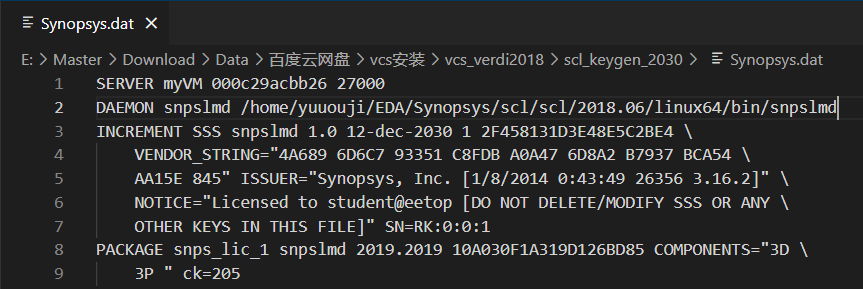 Synopsys.dat ×
E: > Master > Download > Data > 百度云网盘 > vcs安装 > vcs_verdi2018 > scl_keygen_2030 > Synopsys.dat
1 SERVER myVM 000c29acbb26 27000
2 DAEMON snpslmd /home/yuuouji/EDA/Synopsys/scl/scl/2018.06/linux64/bin/snpslmd
3 INCREMENT SSS snpslmd 1.0 12-dec-2030 1 2F458131D3E48E5C2BE4 \
4 VENDOR_STRING="4A689 6D6C7 93351 C8FDB A0A47 6D8A2 B7937 BCA54 \
5 AA15E 845" ISSUER="Synopsys, Inc. [1/8/2014 0:43:49 26356 3.16.2]" \
6 NOTICE="Licensed to student@eetop [DO NOT DELETE/MODIFY SSS OR ANY \
7 OTHER KEYS IN THIS FILE]" SN=RK:0:0:1
8 PACKAGE snps_lic_1 snpslmd 2019.2019 10A030F1A319D126BD85 COMPONENTS="3D \
9 3P " ck=205